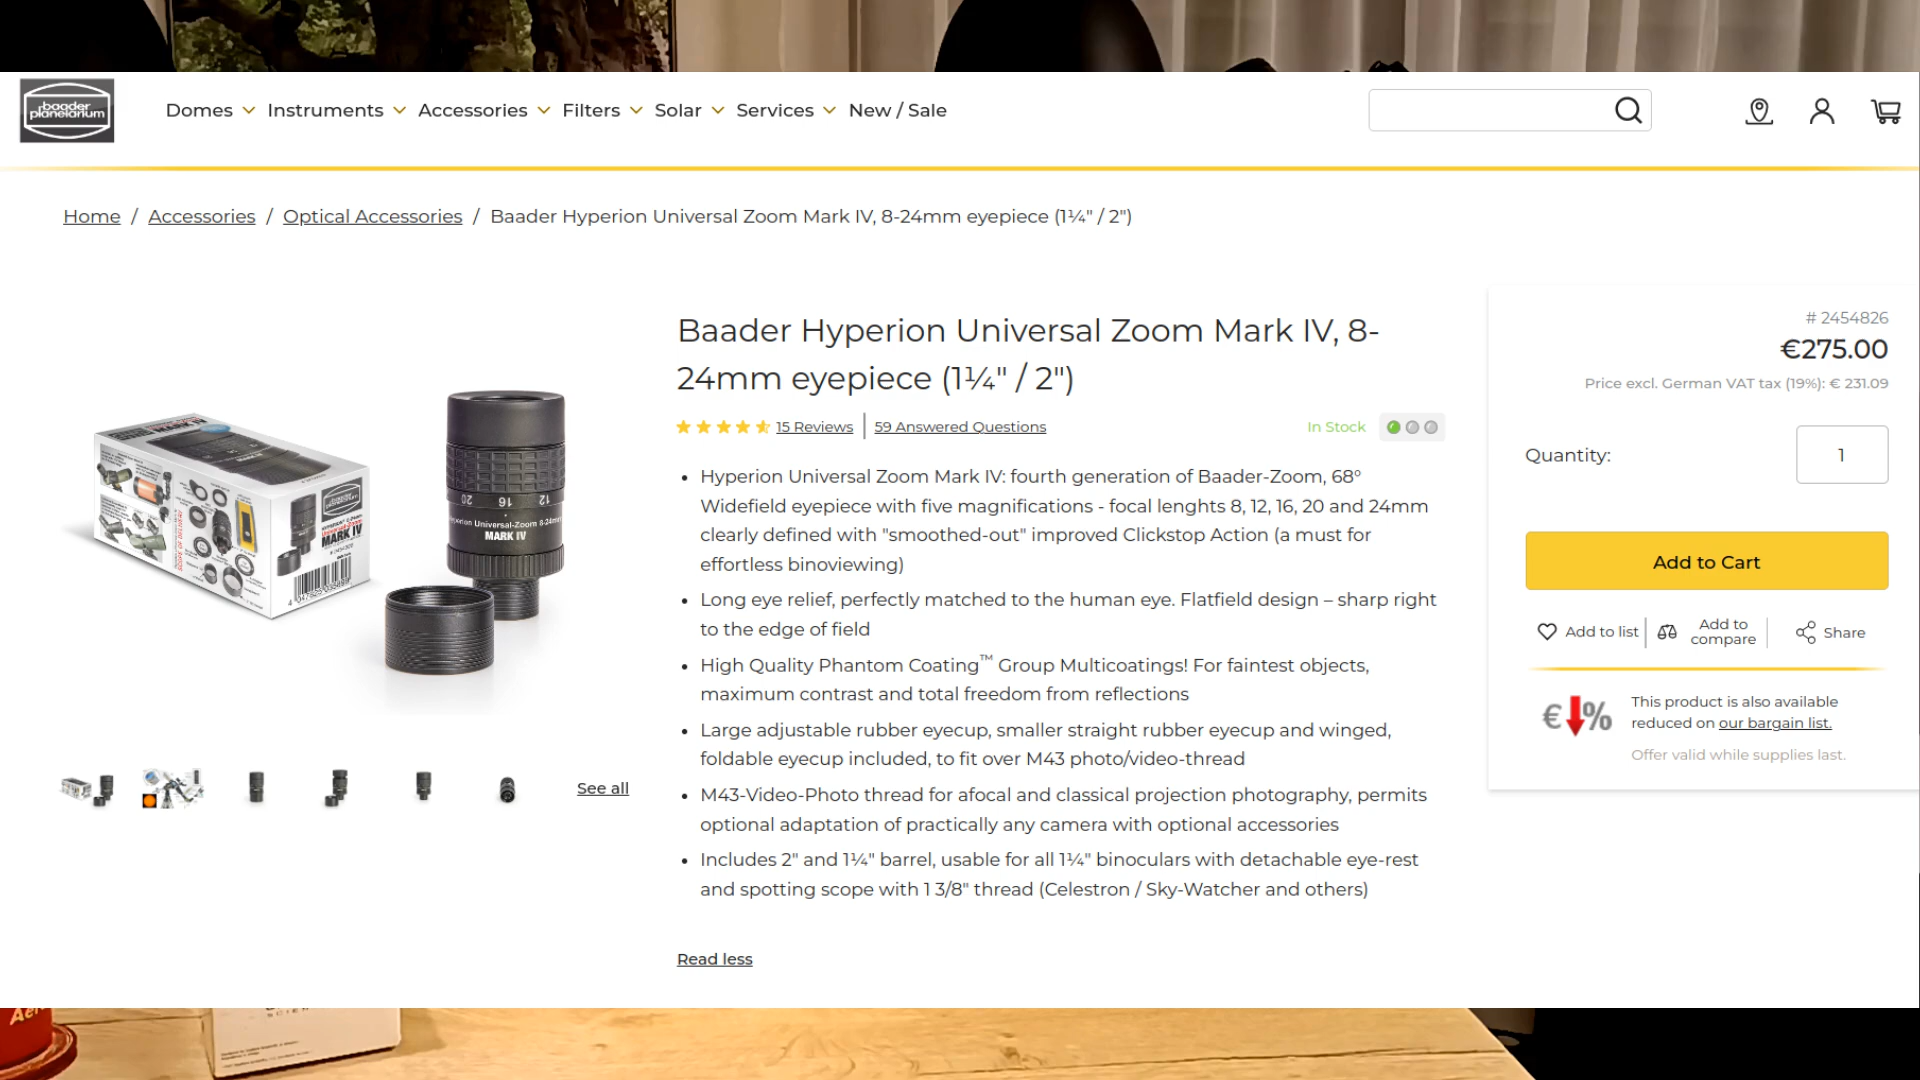 baader
planetarium
Domes
Instruments
Accessories
Filters
Solar
Services
New / Sale
Home / Accessories / Optical Accessories / Baader Hyperion Universal Zoom Mark IV, 8-24mm eyepiece (1¼" / 2")
MARK IV
20 16 12
Hyperion Universal-Zoom 8-24mm
MARK IV
Baader Hyperion Universal Zoom Mark IV, 8-
24mm eyepiece (1¼" / 2")
15 Reviews
59 Answered Questions
In Stock
• Hyperion Universal Zoom Mark IV: fourth generation of Baader-Zoom, 68°
Widefield eyepiece with five magnifications - focal lenghts 8, 12, 16, 20 and 24mm
clearly defined with "smoothed-out" improved Clickstop Action (a must for
effortless binoviewing)
• Long eye relief, perfectly matched to the human eye. Flatfield design – sharp right
to the edge of field
• High Quality Phantom Coating™ Group Multicoatings! For faintest objects,
maximum contrast and total freedom from reflections
• Large adjustable rubber eyecup, smaller straight rubber eyecup and winged,
foldable eyecup included, to fit over M43 photo/video-thread
• M43-Video-Photo thread for afocal and classical projection photography, permits
optional adaptation of practically any camera with optional accessories
• Includes 2" and 1¼" barrel, usable for all 1¼" binoculars with detachable eye-rest
and spotting scope with 1 3/8" thread (Celestron / Sky-Watcher and others)
Read less
See all
# 2454826
€275.00
Price excl. German VAT tax (19%): € 231.09
Quantity:
1
Add to Cart
Add to list
Add to
compare
Share
€ %
This product is also available
reduced on our bargain list.
Offer valid while supplies last.